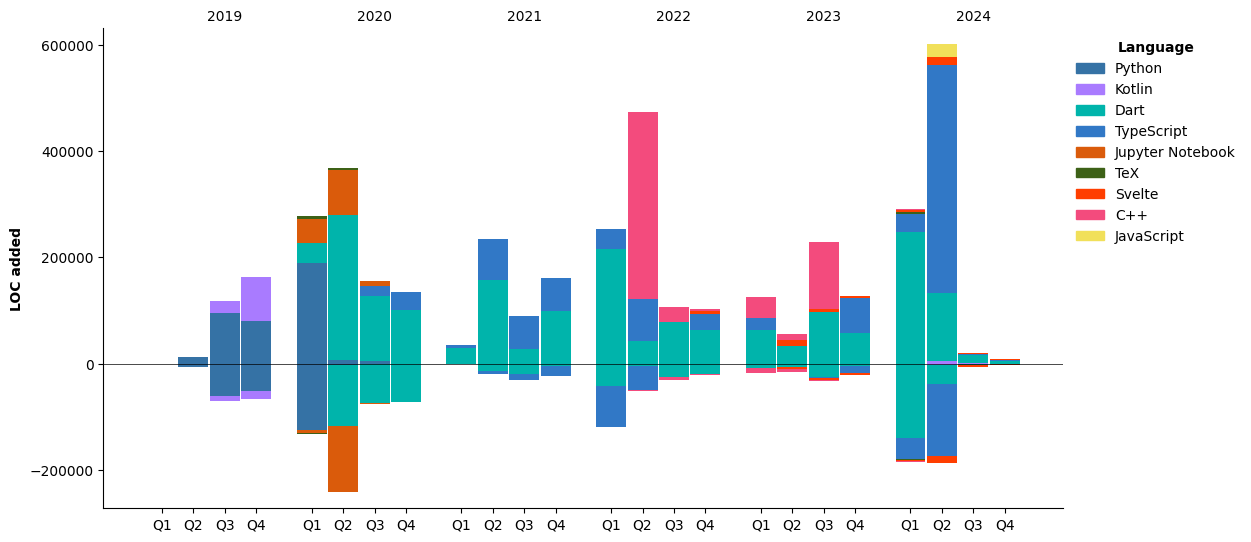 2019 2020 2021 2022 2023 2024
600000
400000
200000
0
−200000
LOC added
Q1 Q2 Q3 Q4 Q1 Q2 Q3 Q4 Q1 Q2 Q3 Q4 Q1 Q2 Q3 Q4 Q1 Q2 Q3 Q4 Q1 Q2 Q3 Q4
Language
Python
Kotlin
Dart
TypeScript
Jupyter Notebook
TeX
Svelte
C++
JavaScript